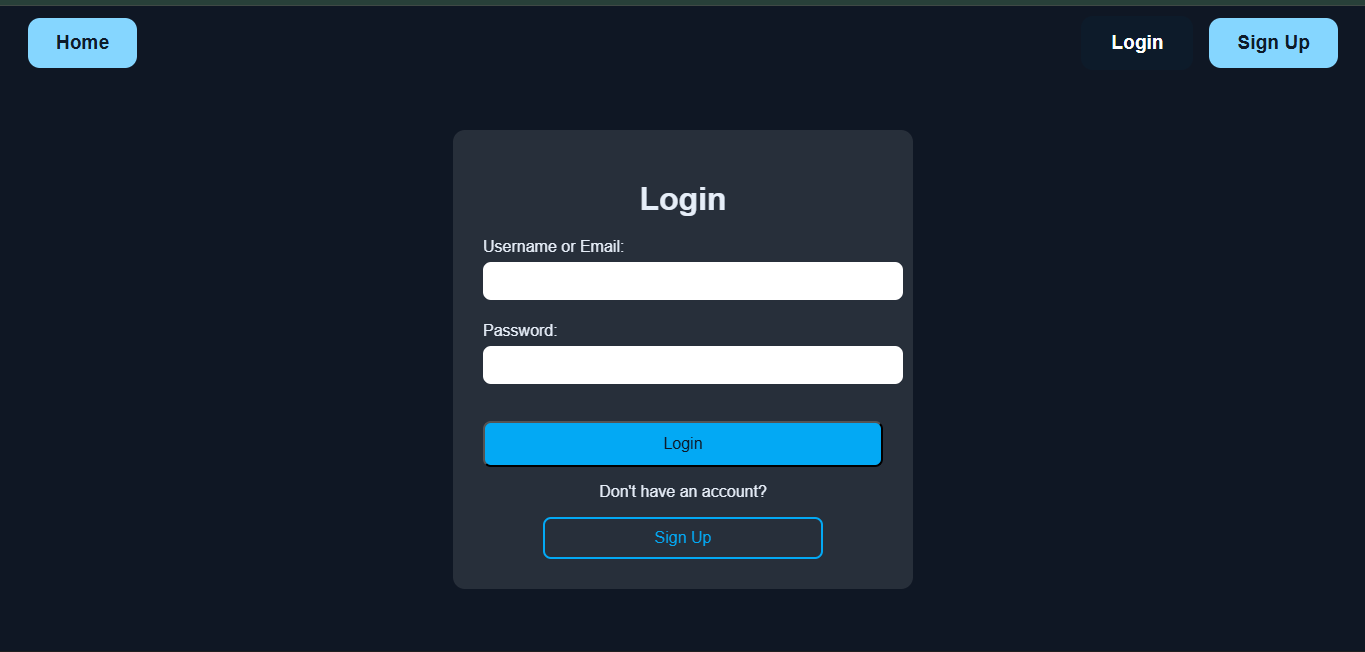 Home Login Sign Up
Login
Username or Email:
Password:
Login
Don't have an account?
Sign Up